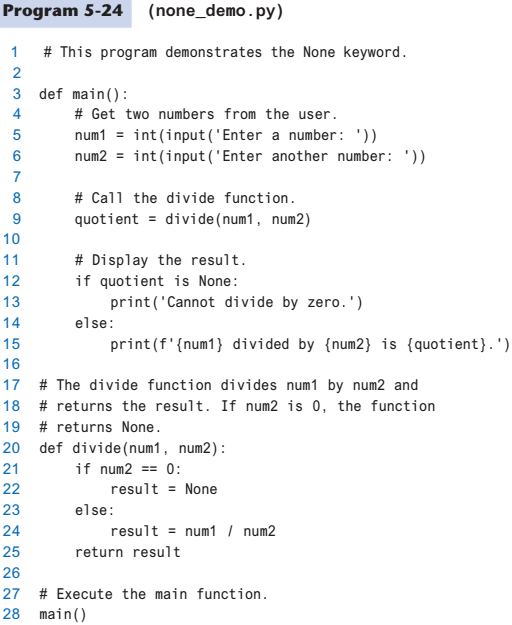 Program 5-24 (none_demo.py)
1 # This program demonstrates the None keyword.
2
3 def main():
4     # Get two numbers from the user.
5     num1 = int(input('Enter a number: '))
6     num2 = int(input('Enter another number: '))
7
8     # Call the divide function.
9     quotient = divide(num1, num2)
10
11     # Display the result.
12     if quotient is None:
13         print('Cannot divide by zero.')
14     else:
15         print(f'{num1} divided by {num2} is {quotient}.')
16
17 # The divide function divides num1 by num2 and
18 # returns the result. If num2 is 0, the function
19 # returns None.
20 def divide(num1, num2):
21     if num2 == 0:
22         result = None
23     else:
24         result = num1 / num2
25     return result
26
27 # Execute the main function.
28 main()